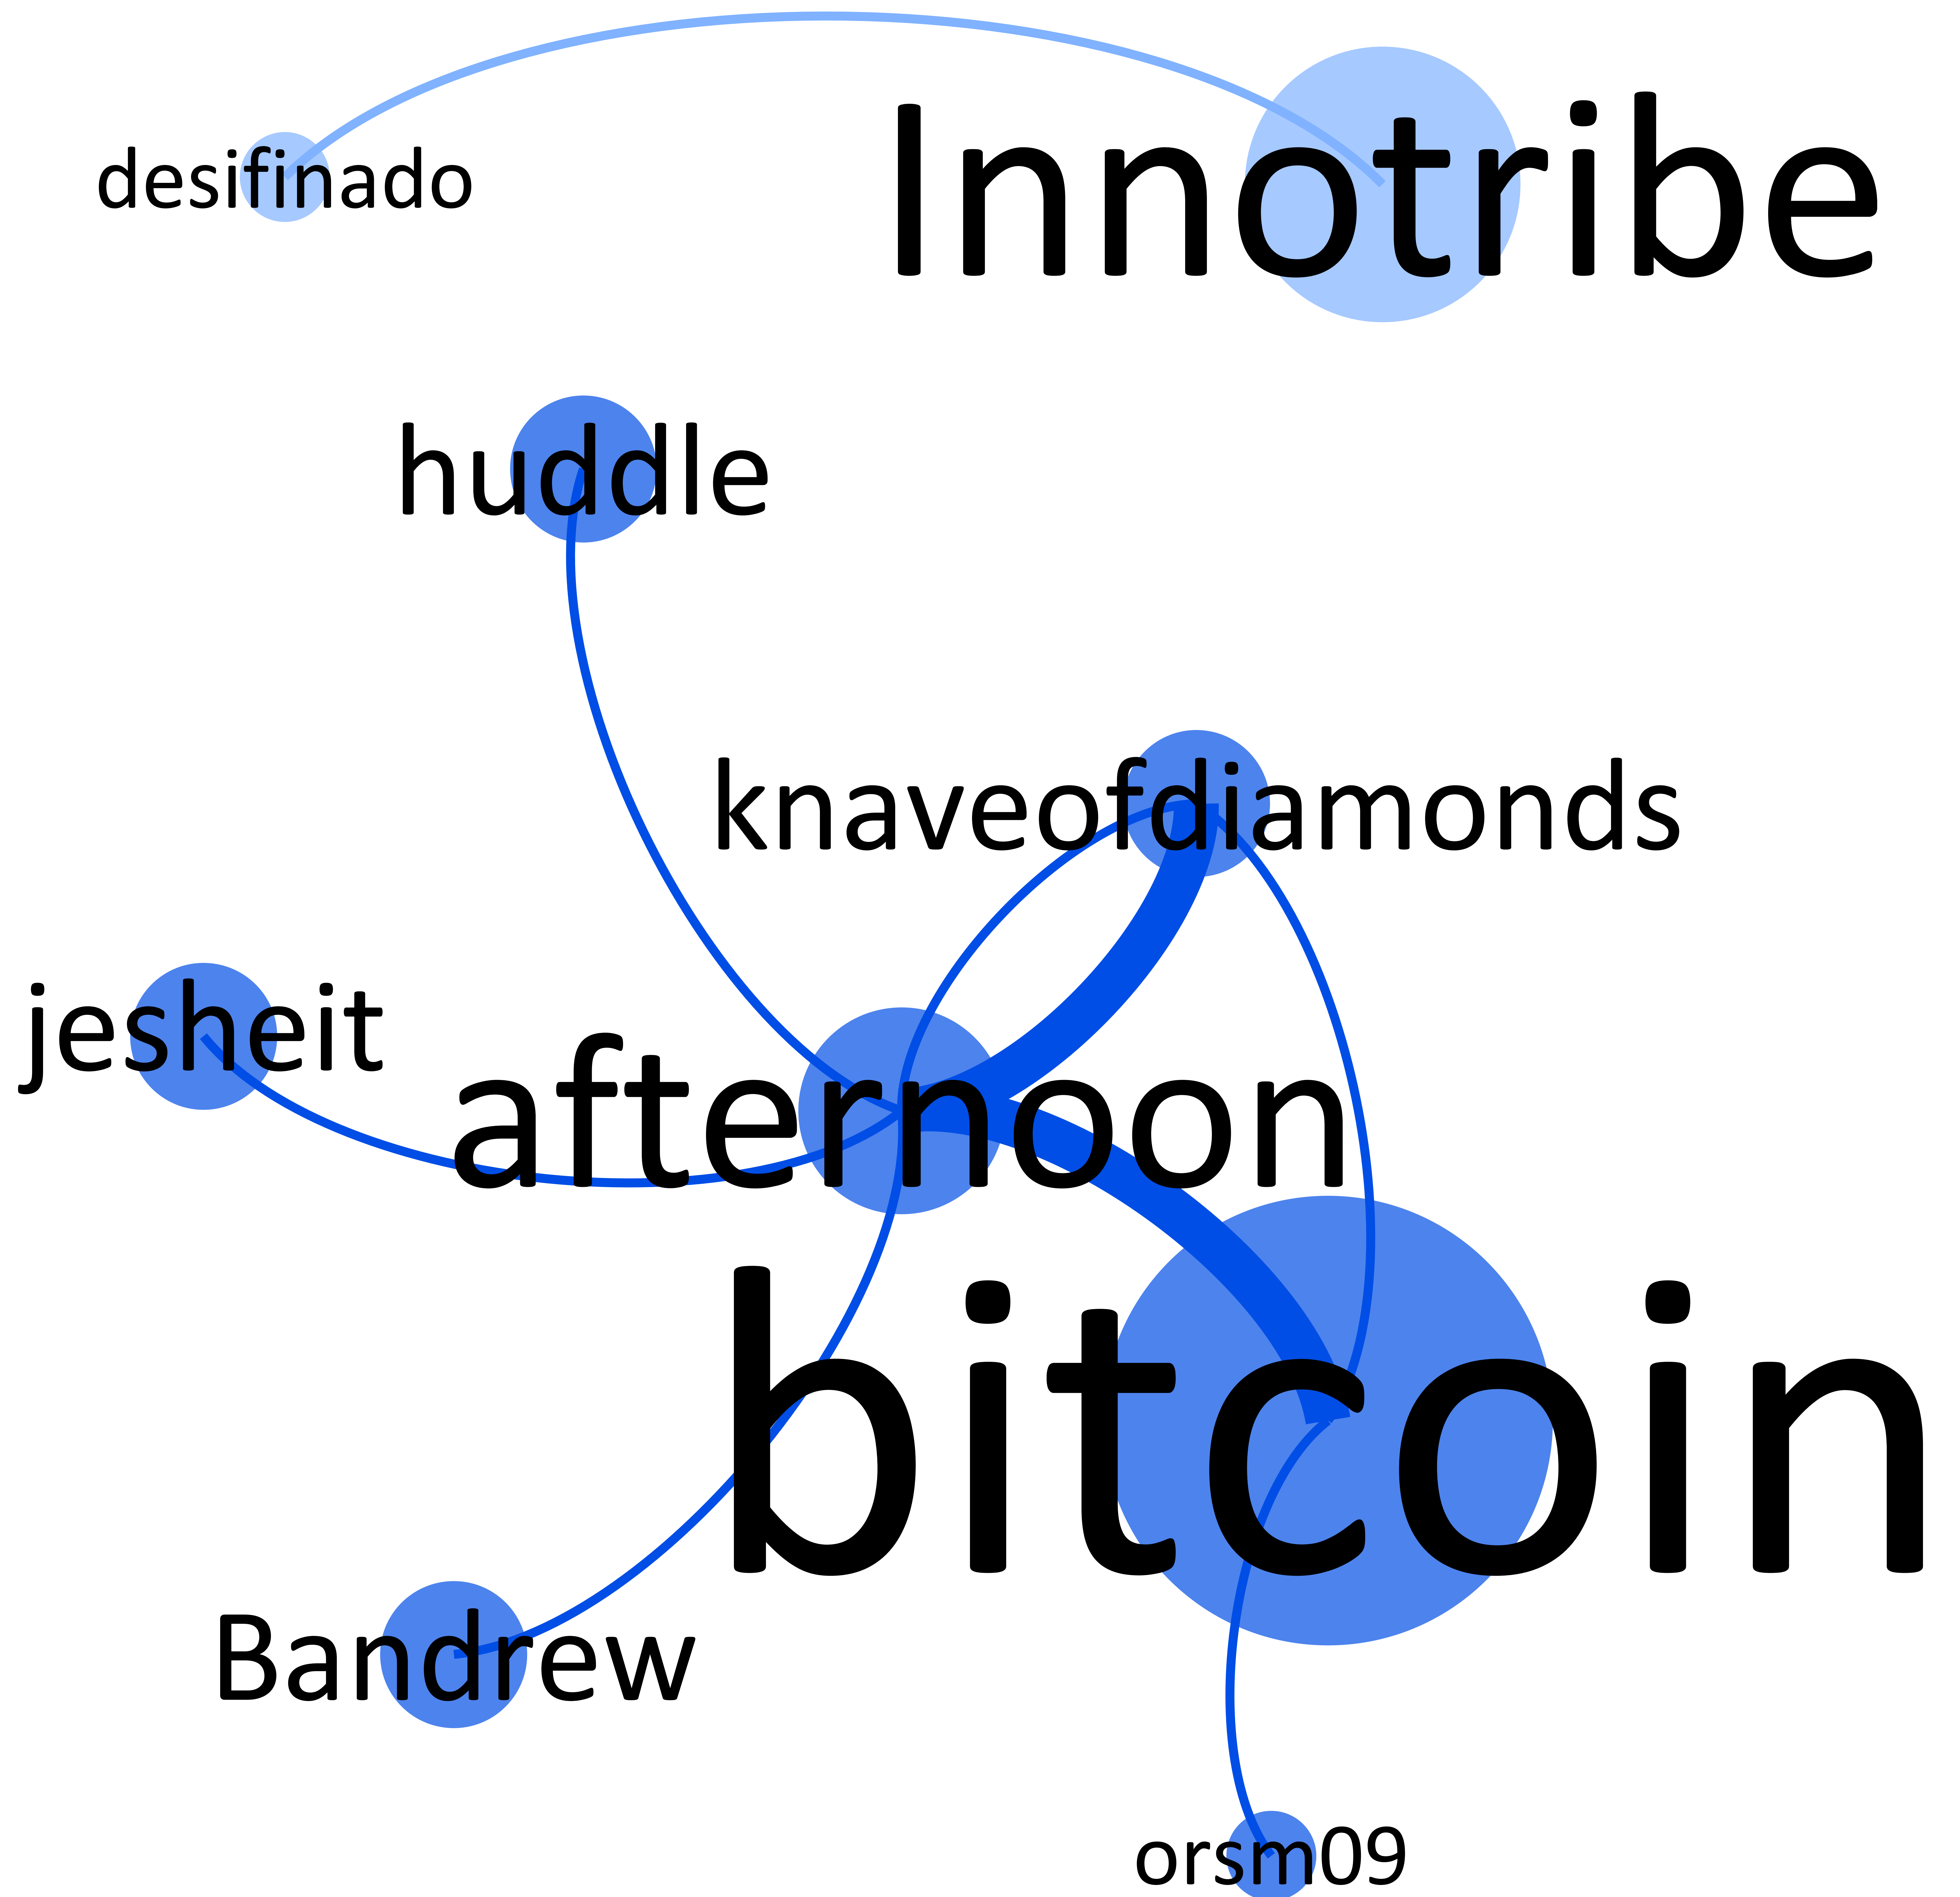 desifinado
Innotribe
huddle
knaveofdiamonds
jesheit
afternoon
bitcoin
Bandrew
orsm09